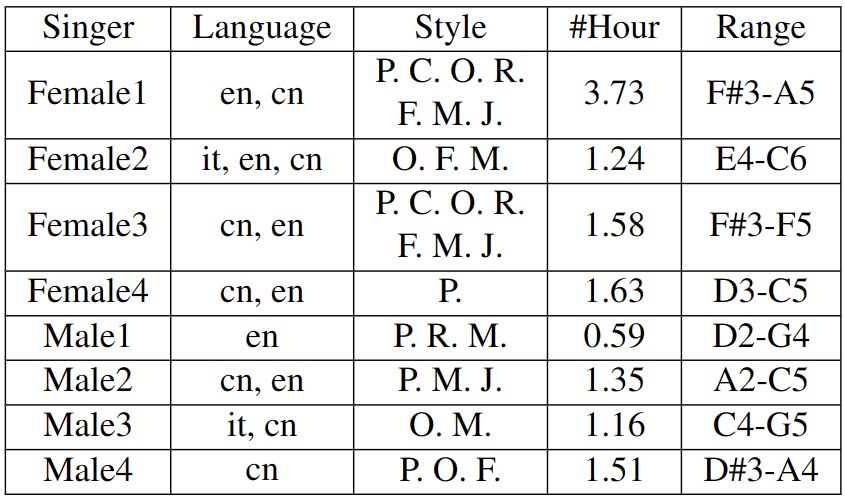 Singer Language Style #Hour Range
Female1 en, cn P. C. O. R. F. M. J. 3.73 F#3-A5
Female2 it, en, cn O. F. M. 1.24 E4-C6
Female3 cn, en P. C. O. R. F. M. J. 1.58 F#3-F5
Female4 cn, en P. 1.63 D3-C5
Male1 en P. R. M. 0.59 D2-G4
Male2 cn, en P. M. J. 1.35 A2-C5
Male3 it, cn O. M. 1.16 C4-G5
Male4 cn P. O. F. 1.51 D#3-A4